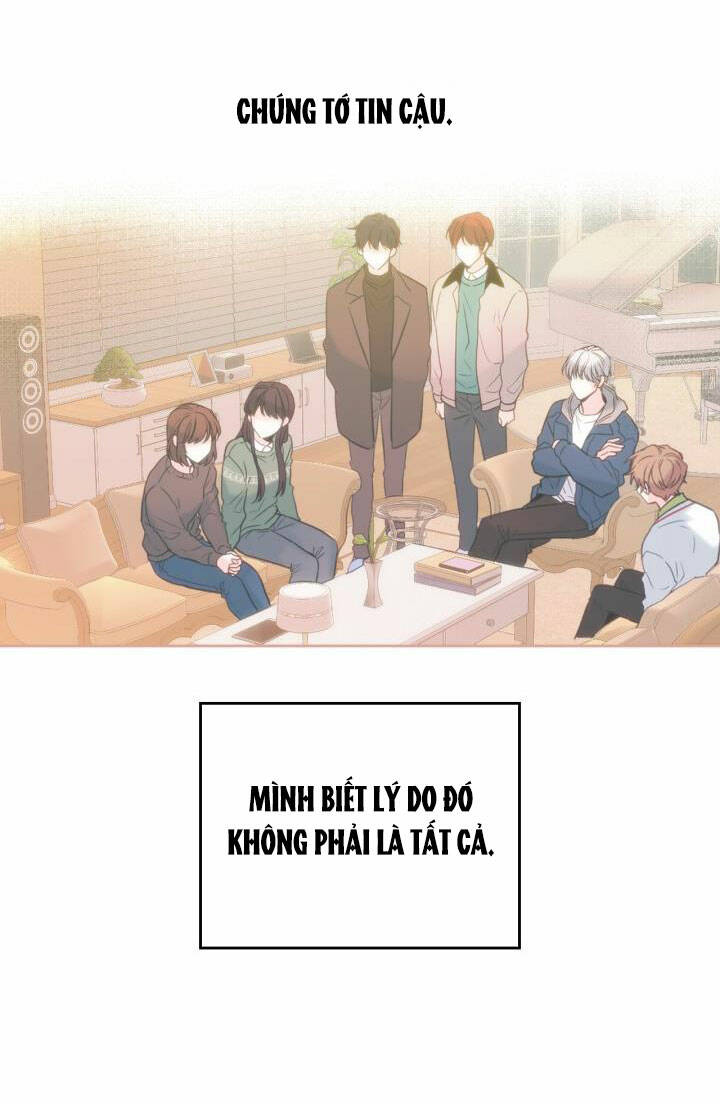 CHÚNG TỚ TIN CẬU.
MÌNH BIẾT LÝ DO ĐÓ
KHÔNG PHẢI LÀ TẤT CẢ.